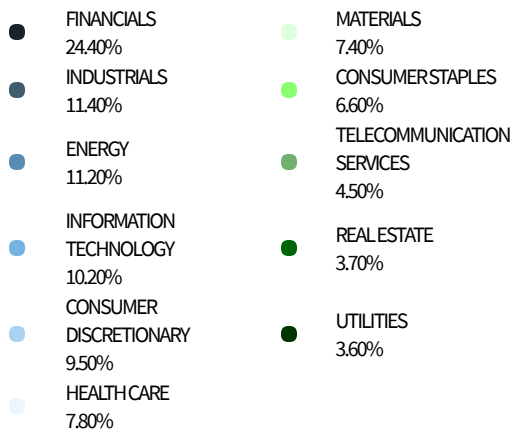 FINANCIALS
24.40%
INDUSTRIALS
11.40%
ENERGY
11.20%
INFORMATION
TECHNOLOGY
10.20%
CONSUMER
DISCRETIONARY
9.50%
HEALTH CARE
7.80%
MATERIALS
7.40%
CONSUMER STAPLES
6.60%
TELECOMMUNICATION
SERVICES
4.50%
REAL ESTATE
3.70%
UTILITIES
3.60%